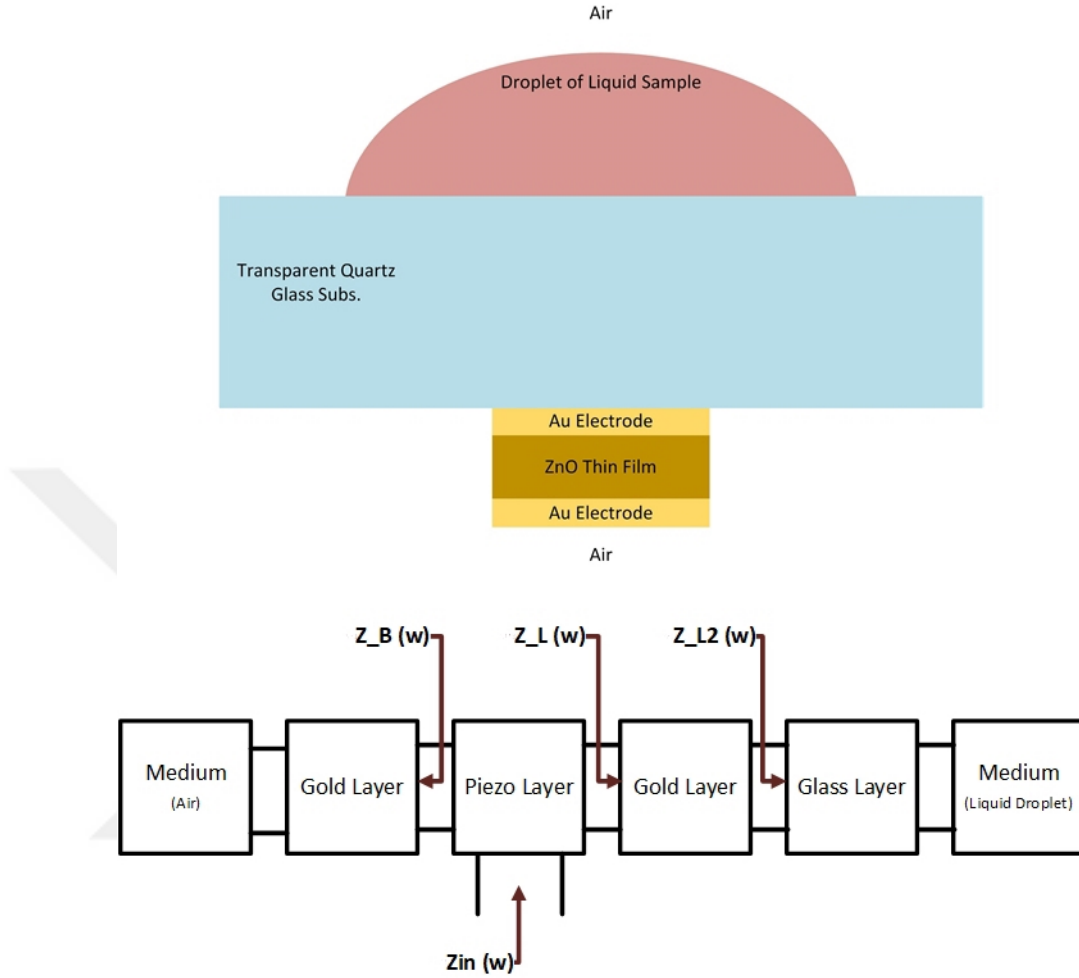 Air
Droplet of Liquid Sample
Transparent Quartz
Glass Subs.
Au Electrode
ZnO Thin Film
Au Electrode
Air
Z_B (w)
Z_L (w)
Z_L2 (w)
Medium
(Air)
Gold Layer
Piezo Layer
Gold Layer
Glass Layer
Medium
(Liquid Droplet)
Zin (w)